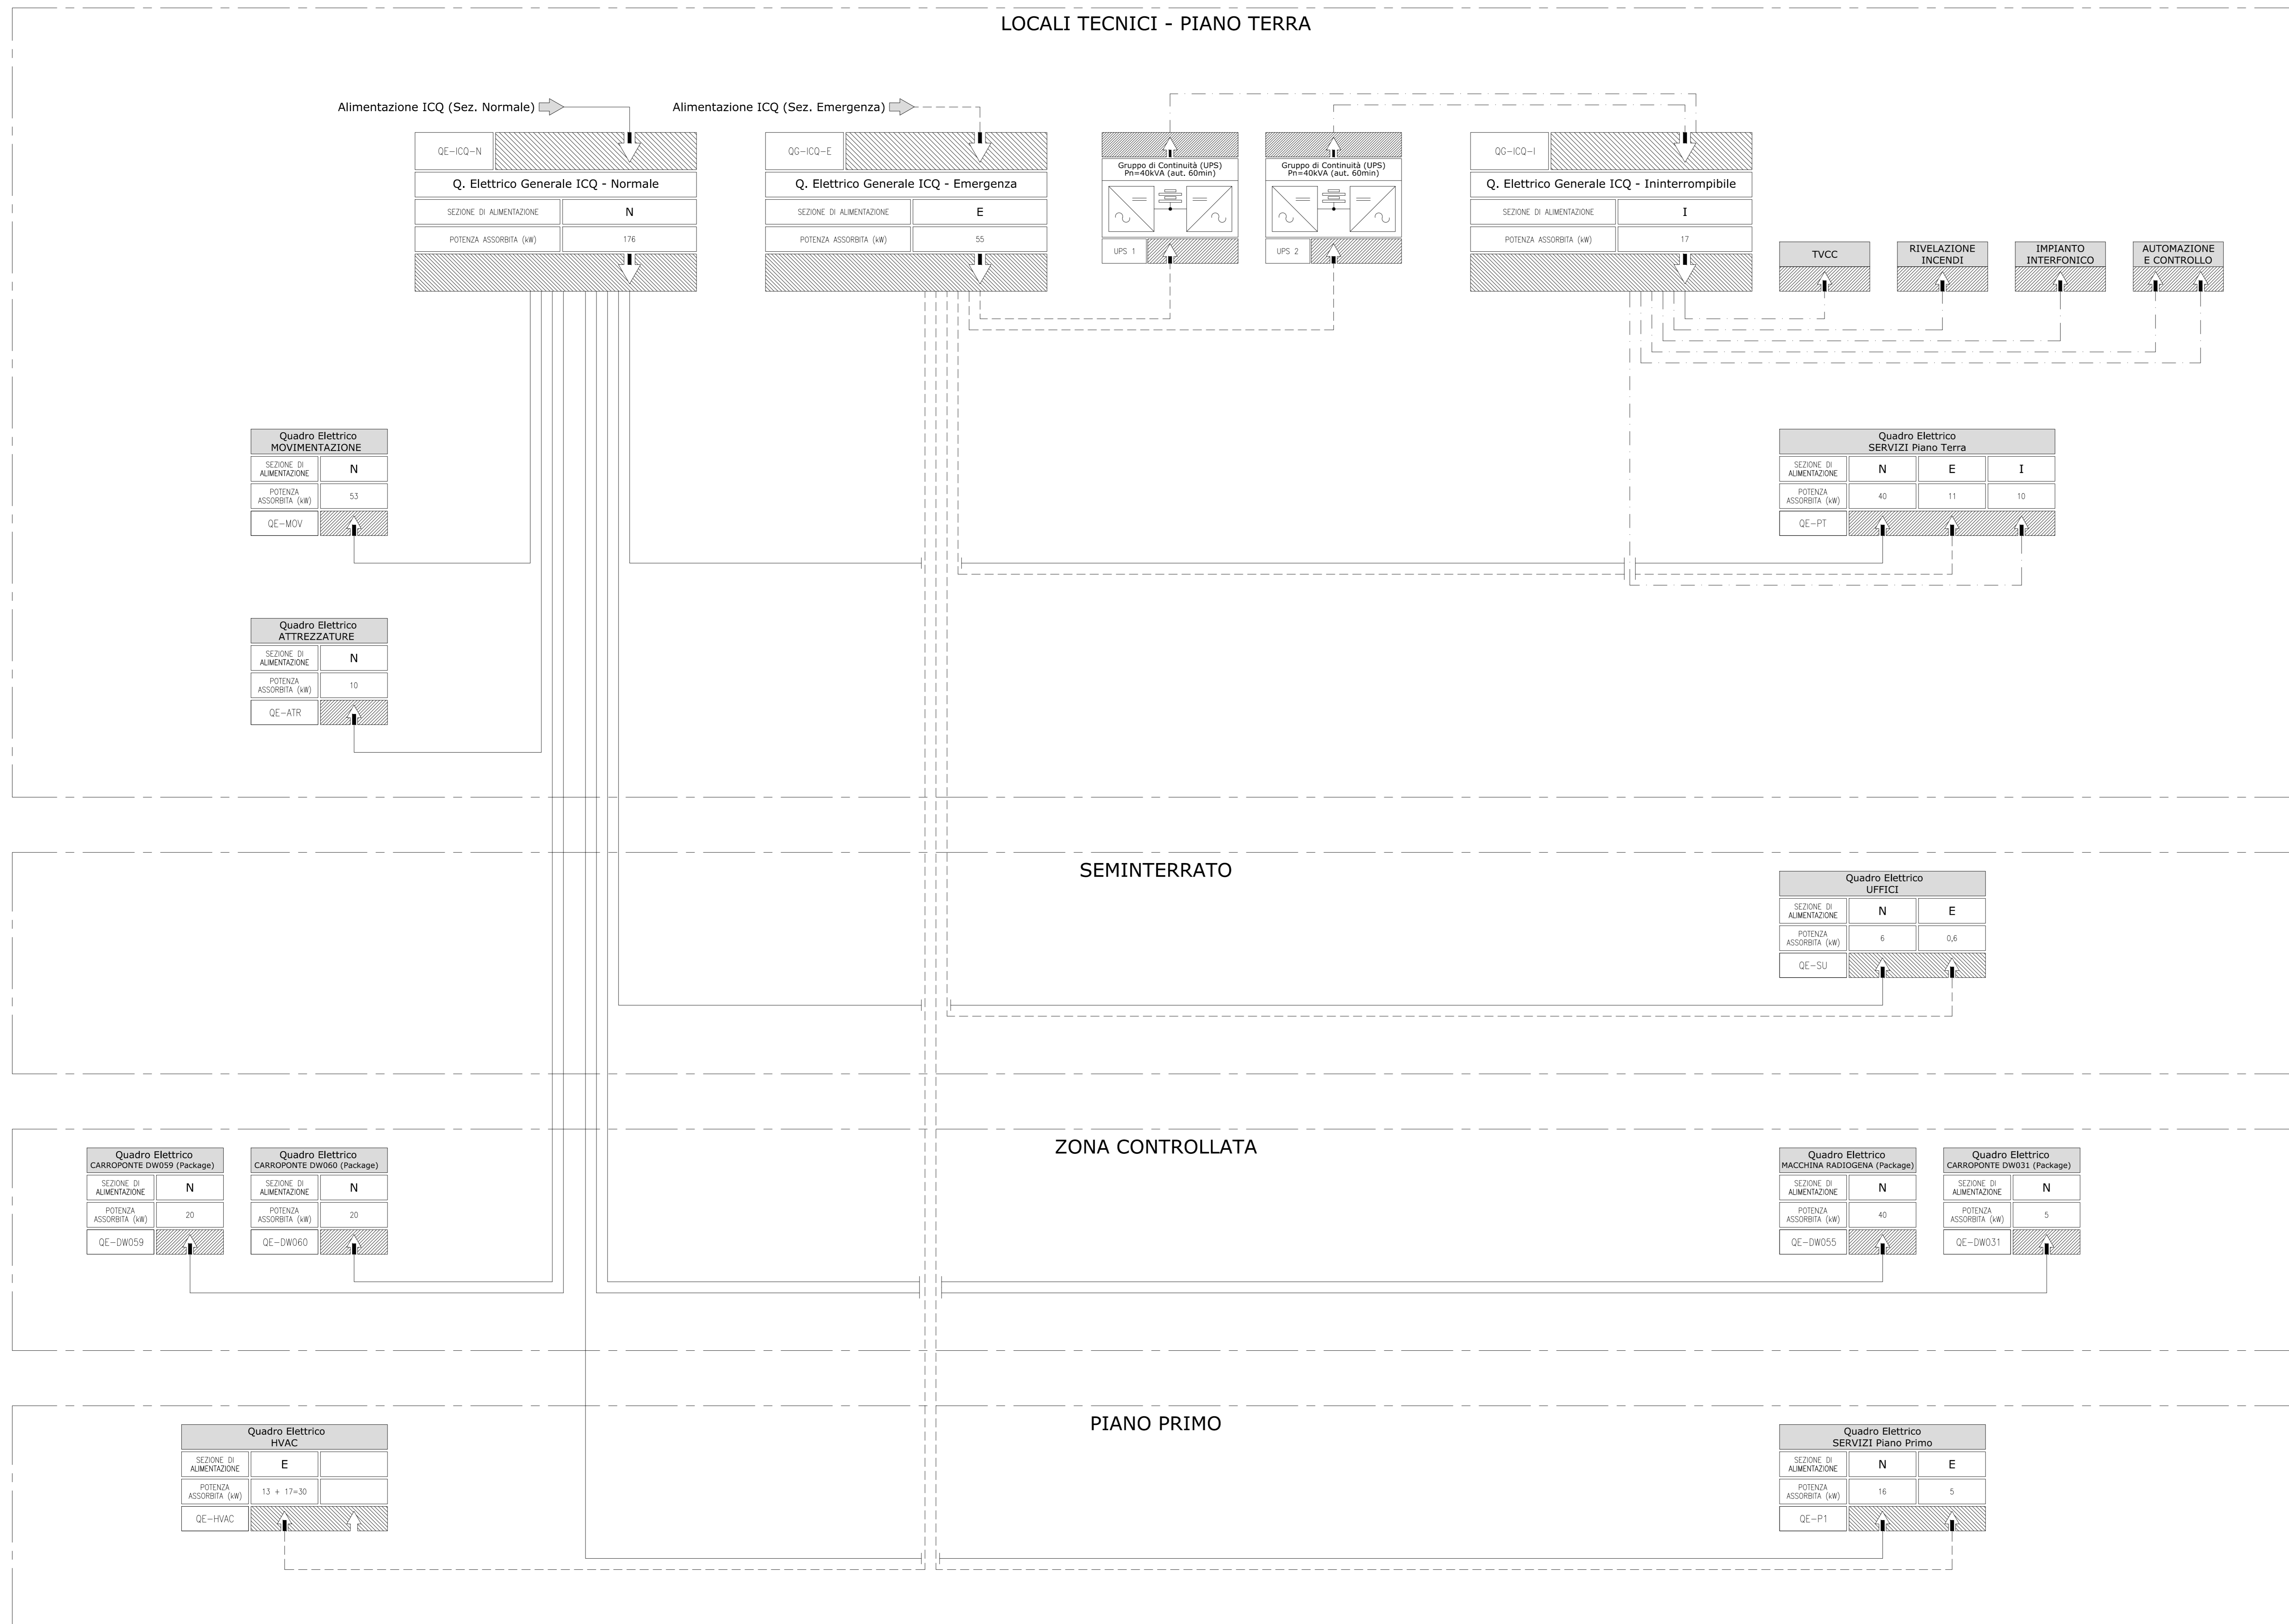 LOCALI TECNICI - PIANO TERRA
Alimentazione ICQ (Sez. Normale)
Alimentazione ICQ (Sez. Emergenza)
QE-ICQ-N
Q. Elettrico Generale ICQ - Normale
SEZIONE DI ALIMENTAZIONE N
POTENZA ASSORBITA (kW) 176
QG-ICQ-E
Q. Elettrico Generale ICQ - Emergenza
SEZIONE DI ALIMENTAZIONE E
POTENZA ASSORBITA (kW) 55
Gruppo di Continuità (UPS)
Pn=40kVA (aut. 60min)
UPS 1
Gruppo di Continuità (UPS)
Pn=40kVA (aut. 60min)
UPS 2
QG-ICQ-I
Q. Elettrico Generale ICQ - Ininterrompibile
SEZIONE DI ALIMENTAZIONE I
POTENZA ASSORBITA (kW) 17
TVCC
RIVELAZIONE
INCENDI
IMPIANTO
INTERFONICO
AUTOMAZIONE
E CONTROLLO
Quadro Elettrico
MOVIMENTAZIONE
SEZIONE DI
ALIMENTAZIONE N
POTENZA
ASSORBITA (kW) 53
QE-MOV
Quadro Elettrico
SERVIZI Piano Terra
SEZIONE DI
ALIMENTAZIONE N E I
POTENZA
ASSORBITA (kW) 40 11 10
QE-PT
Quadro Elettrico
ATTREZZATURE
SEZIONE DI
ALIMENTAZIONE N
POTENZA
ASSORBITA (kW) 10
QE-ATR
SEMINTERRATO
Quadro Elettrico
UFFICI
SEZIONE DI
ALIMENTAZIONE N E
POTENZA
ASSORBITA (kW) 6 0,6
QE-SU
ZONA CONTROLLATA
Quadro Elettrico
CARROPONTE DW059 (Package)
SEZIONE DI
ALIMENTAZIONE N
POTENZA
ASSORBITA (kW) 20
QE-DW059
Quadro Elettrico
CARROPONTE DW060 (Package)
SEZIONE DI
ALIMENTAZIONE N
POTENZA
ASSORBITA (kW) 20
QE-DW060
Quadro Elettrico
MACCHINA RADIOGENA (Package)
SEZIONE DI
ALIMENTAZIONE N
POTENZA
ASSORBITA (kW) 40
QE-DW055
Quadro Elettrico
CARROPONTE DW031 (Package)
SEZIONE DI
ALIMENTAZIONE N
POTENZA
ASSORBITA (kW) 5
QE-DW031
PIANO PRIMO
Quadro Elettrico
HVAC
SEZIONE DI
ALIMENTAZIONE E
POTENZA
ASSORBITA (kW) 13 + 17=30
QE-HVAC
Quadro Elettrico
SERVIZI Piano Primo
SEZIONE DI
ALIMENTAZIONE N E
POTENZA
ASSORBITA (kW) 16 5
QE-P1